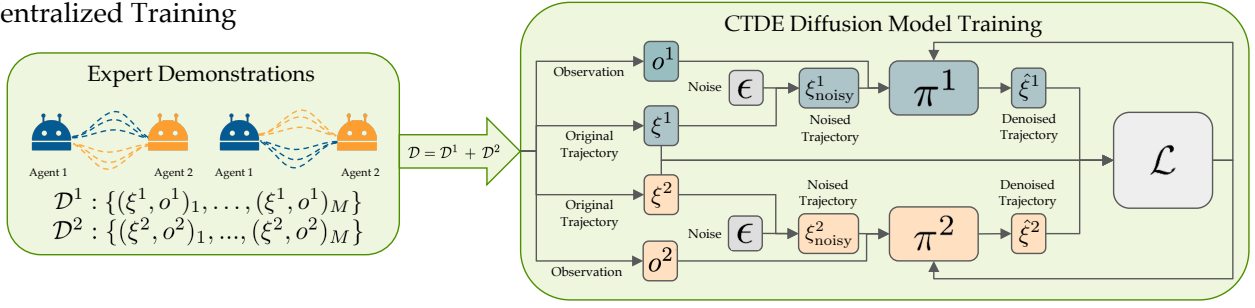 entralized Training
Expert Demonstrations
Agent 1
Agent 2
Agent 1
Agent 2
𝒟¹ : {(ξ¹, o¹)₁, . . . , (ξ¹, o¹)_M}
𝒟² : {(ξ², o²)₁, ..., (ξ², o²)_M}
𝒟 = 𝒟¹ + 𝒟²
CTDE Diffusion Model Training
Observation
o¹
Noise
ϵ
ξ¹_noisy
Noised
Trajectory
π¹
ξ̂¹
Denoised
Trajectory
Original
Trajectory
ξ¹
ℒ
Original
Trajectory
ξ²
Noise
ϵ
Noised
Trajectory
ξ²_noisy
π²
Denoised
Trajectory
ξ̂²
Observation
o²